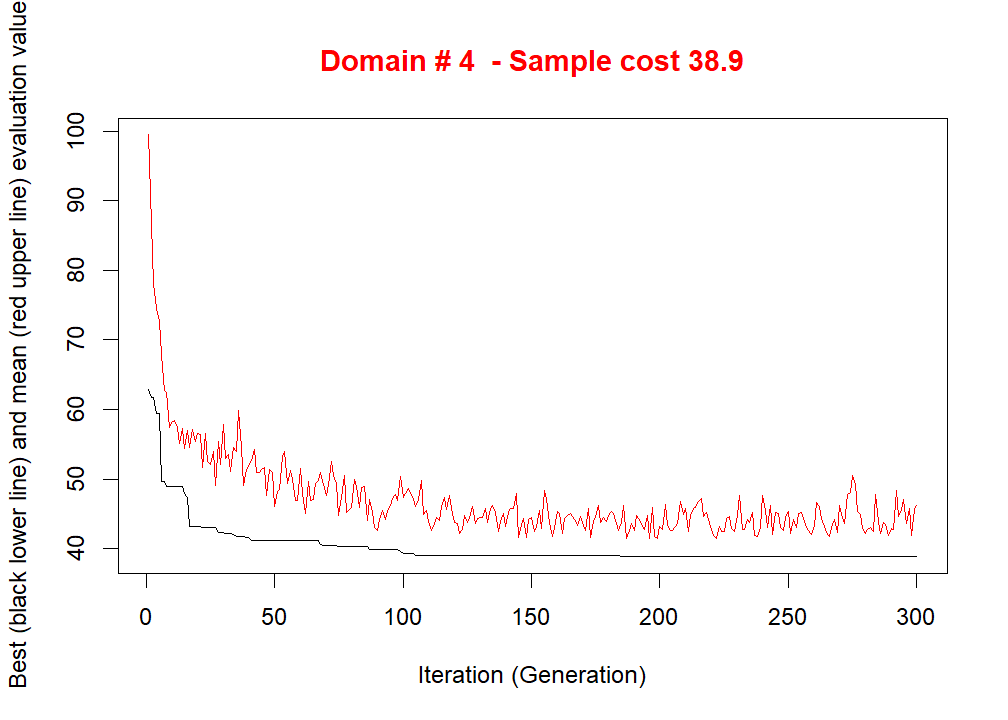 Domain # 4  - Sample cost 38.9
Best (black lower line) and mean (red upper line) evaluation value
100
90
80
70
60
50
40
0 50 100 150 200 250 300
Iteration (Generation)